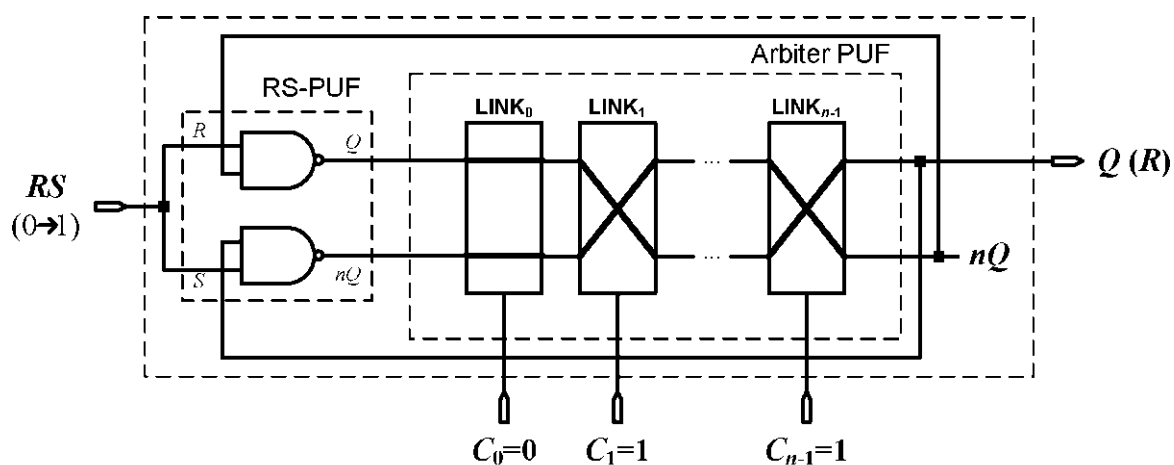 Arbiter PUF
RS-PUF
LINK₀ LINK₁ LINKₙ₋₁
R Q
... Q (R)
RS
(0→1)
S nQ
... nQ
C₀=0 C₁=1 Cₙ₋₁=1